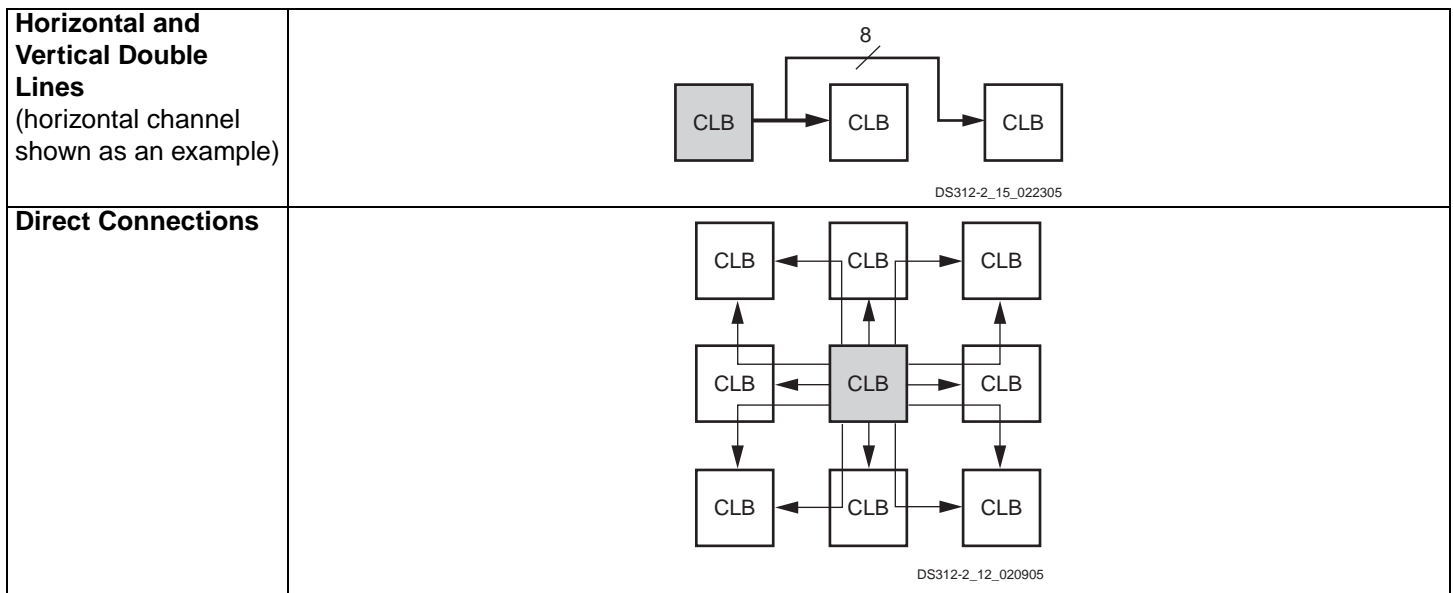 Horizontal and
Vertical Double
Lines
(horizontal channel
shown as an example)
8
CLB CLB CLB
DS312-2_15_022305
Direct Connections
CLB CLB CLB
CLB CLB CLB
CLB CLB CLB
DS312-2_12_020905